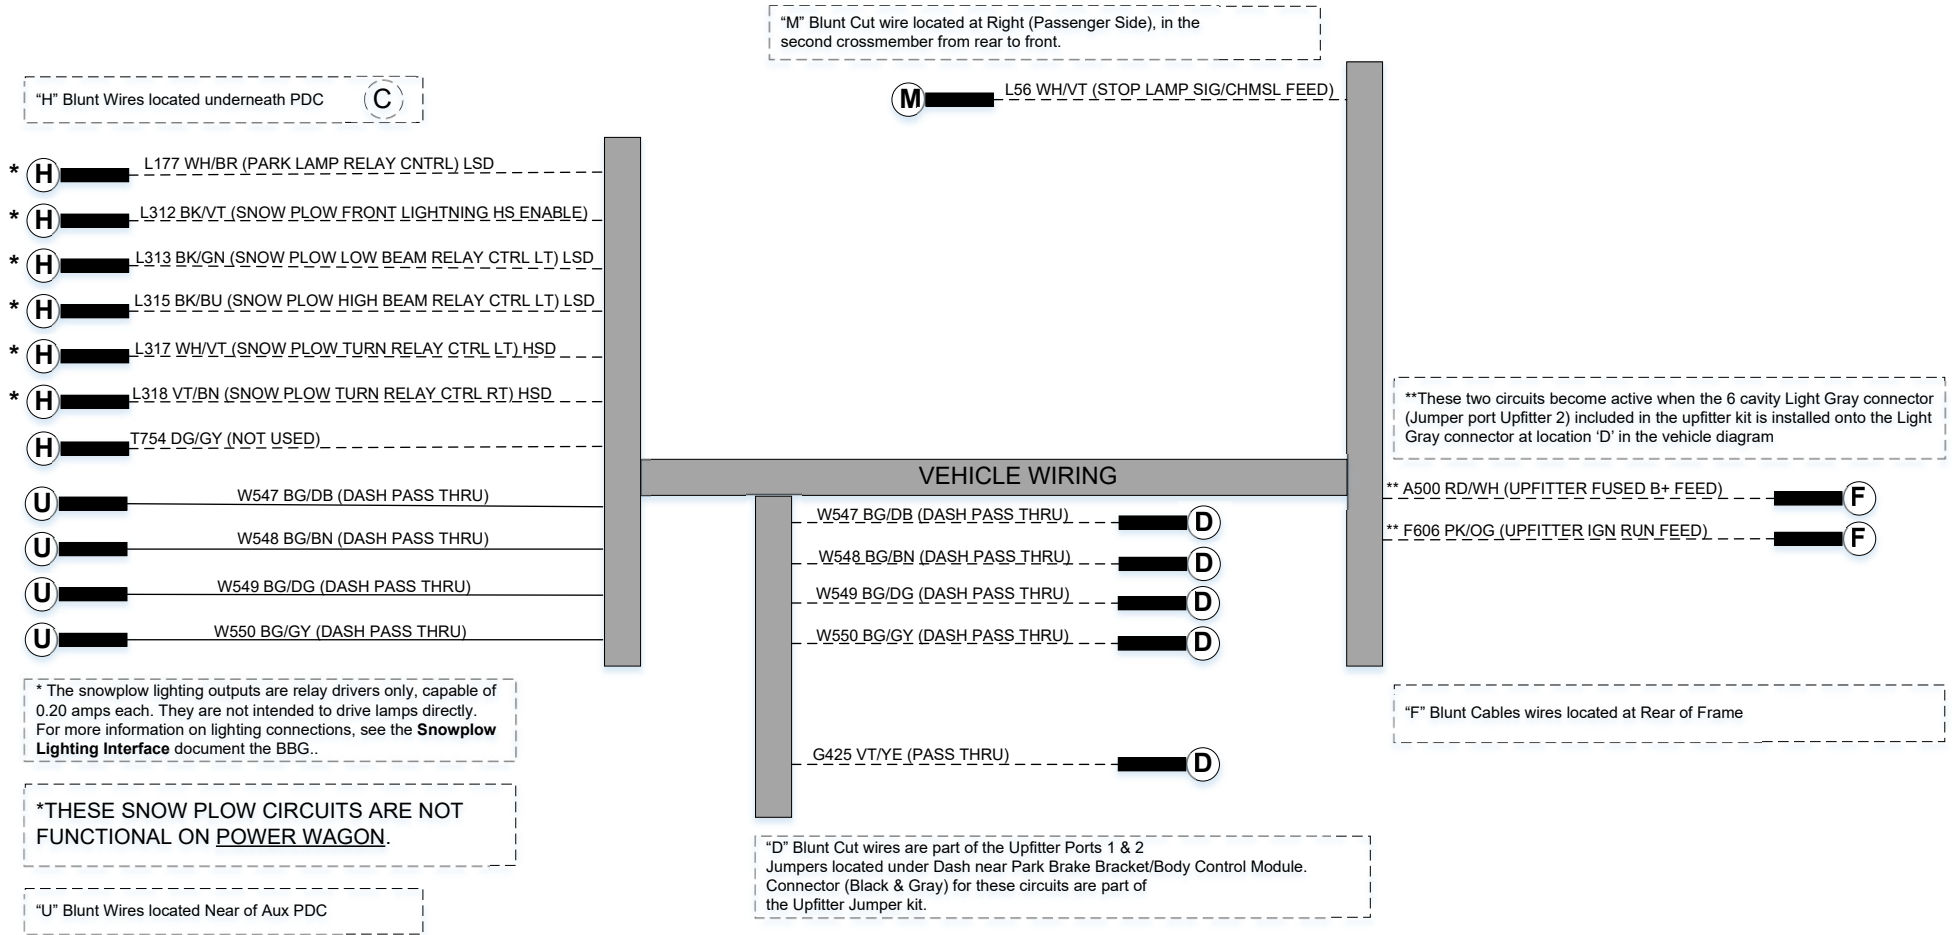 “M” Blunt Cut wire located at Right (Passenger Side), in the
second crossmember from rear to front.
“H” Blunt Wires located underneath PDC
C
M
L56 WH/VT (STOP LAMP SIG/CHMSL FEED)
* H L177 WH/BR (PARK LAMP RELAY CNTRL) LSD
* H L312 BK/VT (SNOW PLOW FRONT LIGHTNING HS ENABLE)
* H L313 BK/GN (SNOW PLOW LOW BEAM RELAY CTRL LT) LSD
* H L315 BK/BU (SNOW PLOW HIGH BEAM RELAY CTRL LT) LSD
* H L317 WH/VT (SNOW PLOW TURN RELAY CTRL LT) HSD
* H L318 VT/BN (SNOW PLOW TURN RELAY CTRL RT) HSD
H T754 DG/GY (NOT USED)
U W547 BG/DB (DASH PASS THRU)
U W548 BG/BN (DASH PASS THRU)
U W549 BG/DG (DASH PASS THRU)
U W550 BG/GY (DASH PASS THRU)
VEHICLE WIRING
W547 BG/DB (DASH PASS THRU) D
W548 BG/BN (DASH PASS THRU) D
W549 BG/DG (DASH PASS THRU) D
W550 BG/GY (DASH PASS THRU) D
G425 VT/YE (PASS THRU) D
**These two circuits become active when the 6 cavity Light Gray connector
(Jumper port Upfitter 2) included in the upfitter kit is installed onto the Light
Gray connector at location ‘D’ in the vehicle diagram
** A500 RD/WH (UPFITTER FUSED B+ FEED) F
** F606 PK/OG (UPFITTER IGN RUN FEED) F
“F” Blunt Cables wires located at Rear of Frame
* The snowplow lighting outputs are relay drivers only, capable of
0.20 amps each. They are not intended to drive lamps directly.
For more information on lighting connections, see the Snowplow
Lighting Interface document the BBG..
*THESE SNOW PLOW CIRCUITS ARE NOT
FUNCTIONAL ON POWER WAGON.
“U” Blunt Wires located Near of Aux PDC
“D” Blunt Cut wires are part of the Upfitter Ports 1 & 2
Jumpers located under Dash near Park Brake Bracket/Body Control Module.
Connector (Black & Gray) for these circuits are part of
the Upfitter Jumper kit.